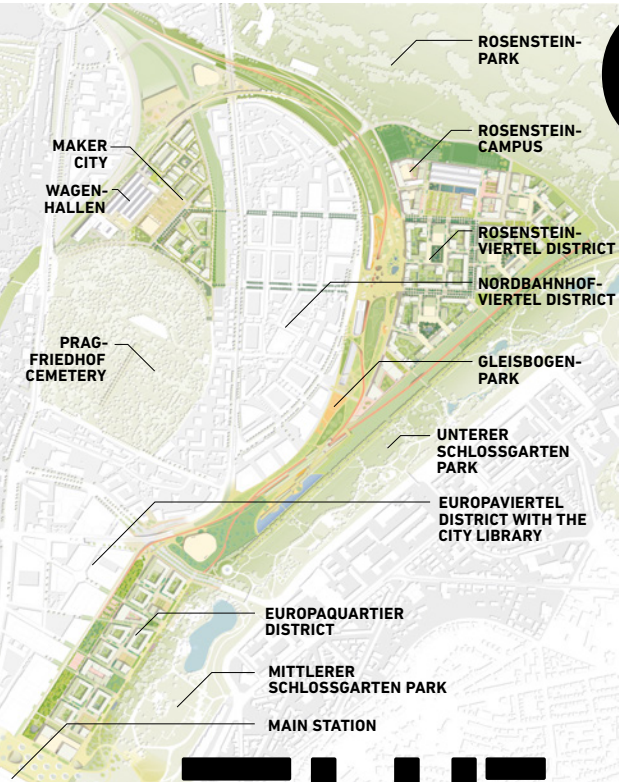 ROSENSTEIN-
PARK
ROSENSTEIN-
CAMPUS
MAKER
CITY
WAGEN-
HALLEN
ROSENSTEIN-
VIERTEL DISTRICT
NORDBAHNHOF-
VIERTEL DISTRICT
PRAG-
FRIEDHOF
CEMETERY
GLEISBOGEN-
PARK
UNTERER
SCHLOSSGARTEN
PARK
EUROPAVIERTEL
DISTRICT WITH THE
CITY LIBRARY
EUROPAQUARTIER
DISTRICT
MITTLERER
SCHLOSSGARTEN PARK
MAIN STATION